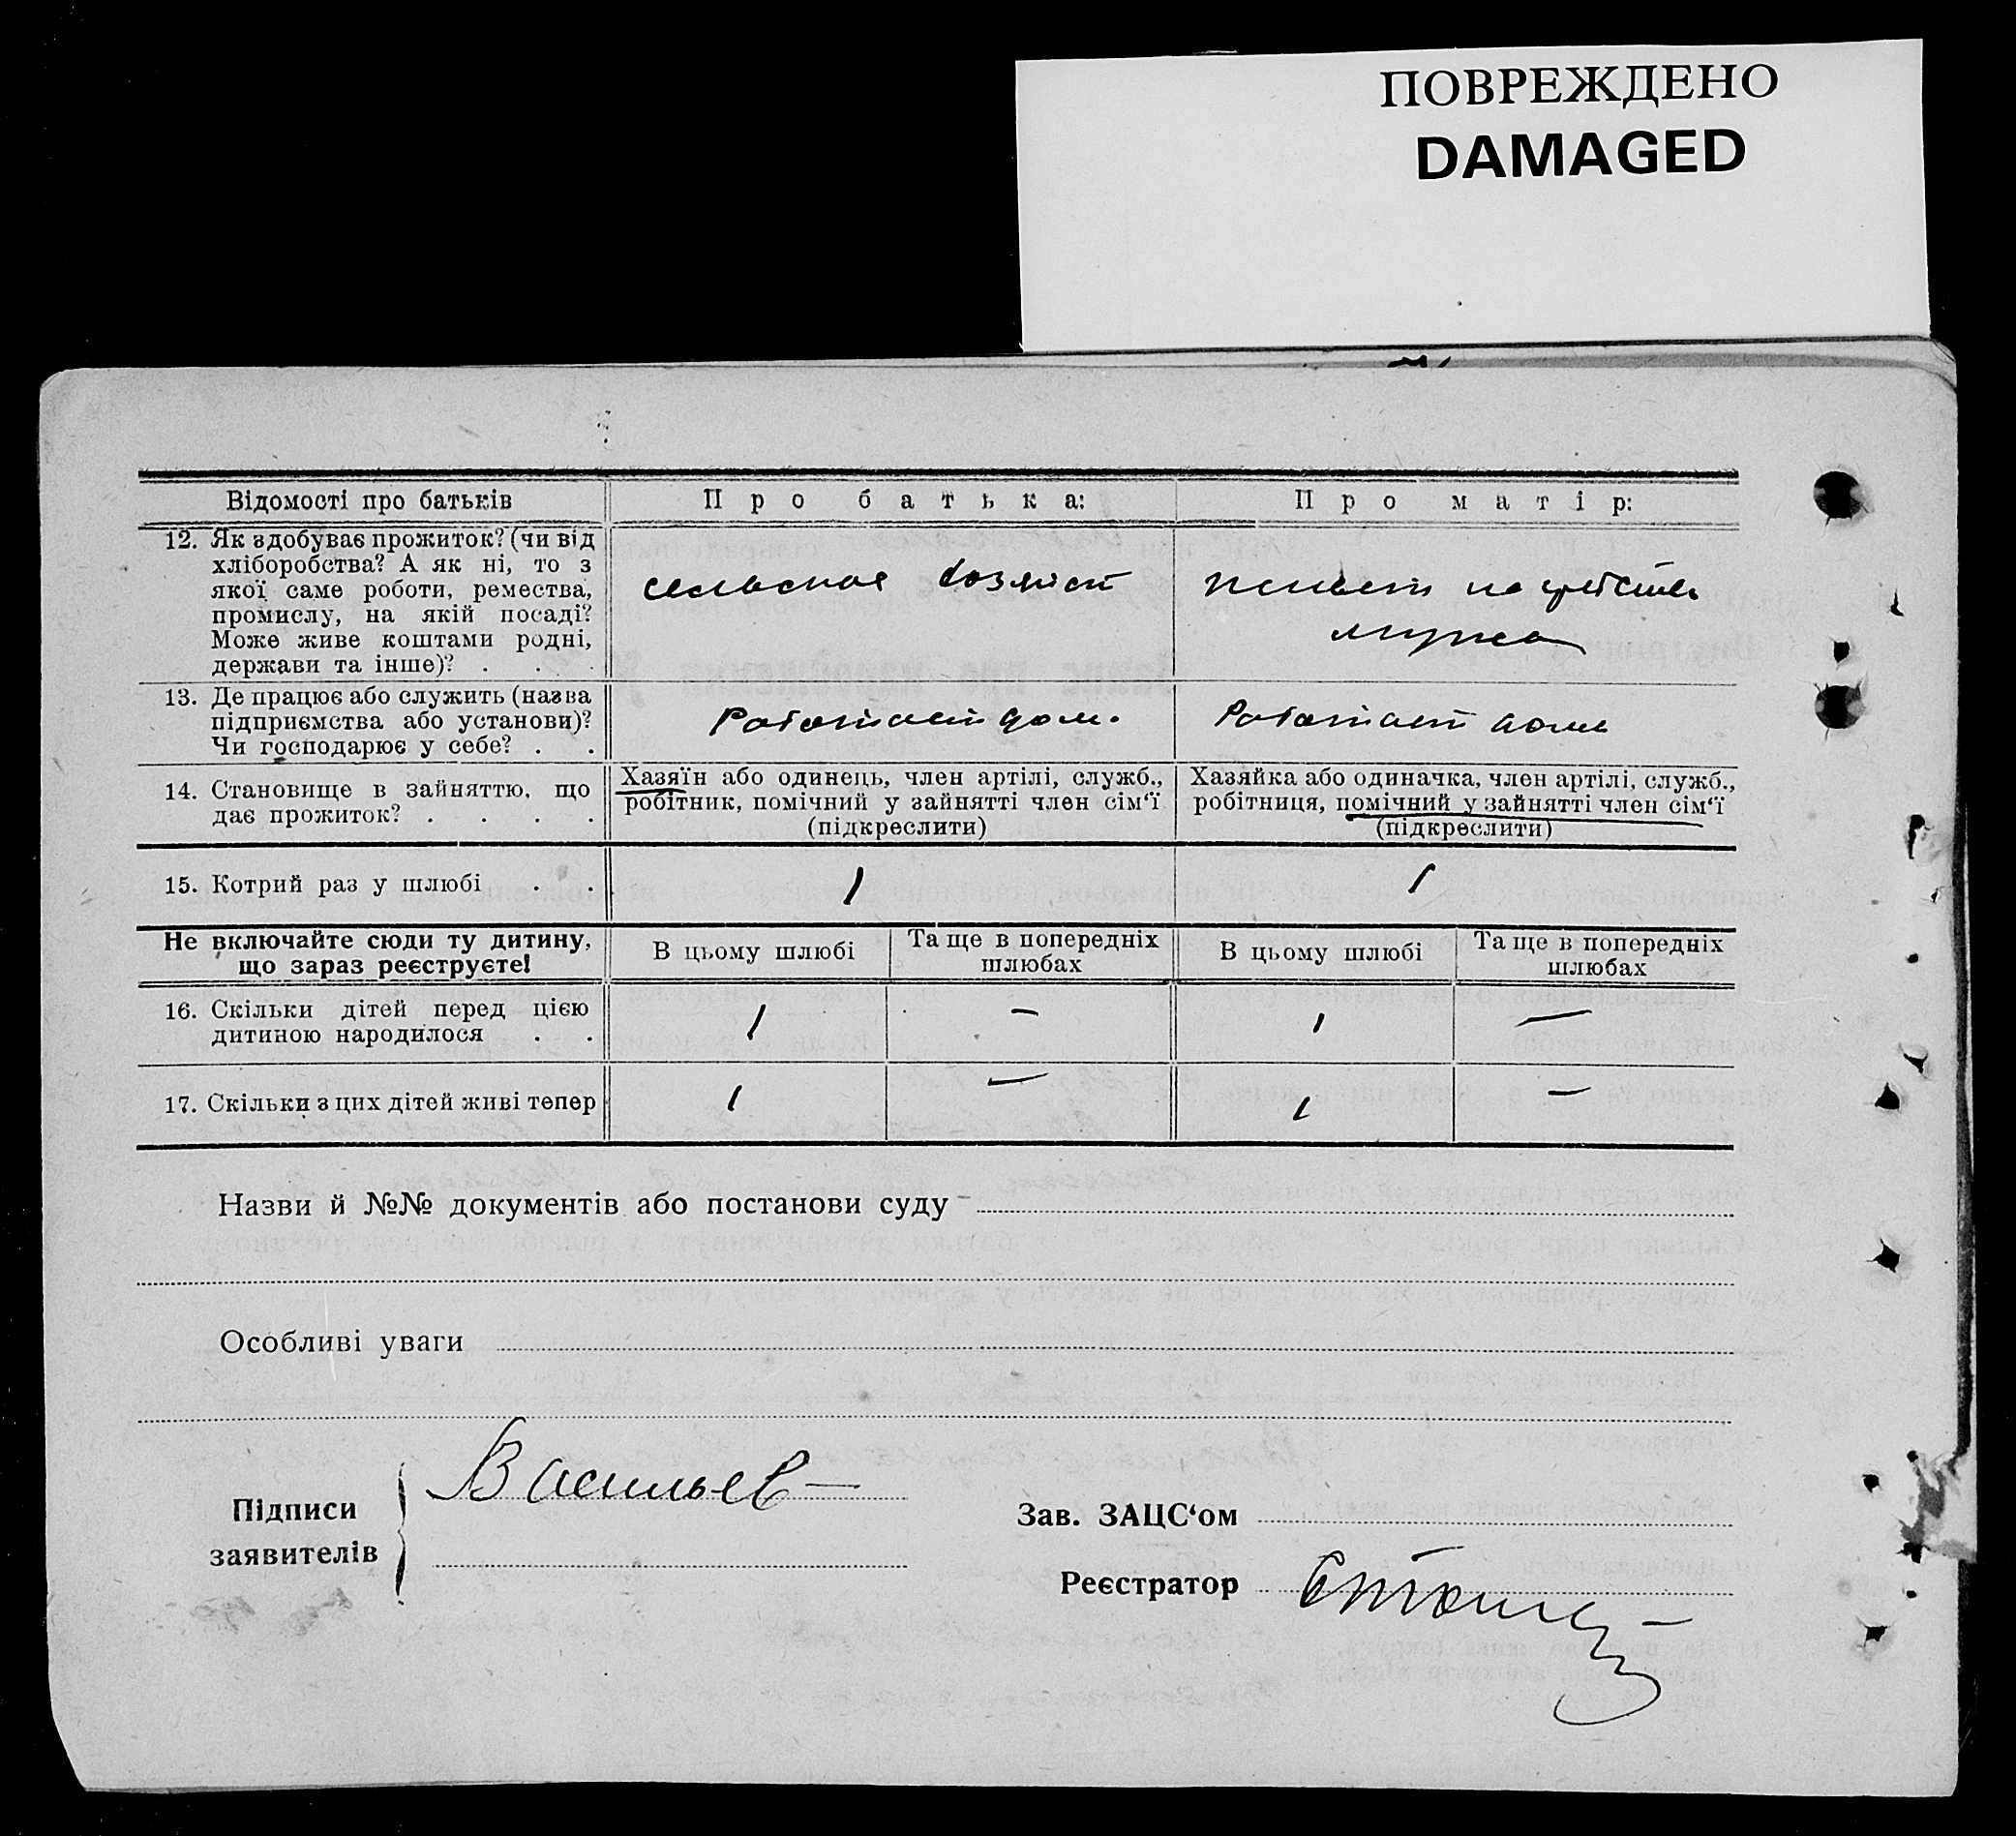 ПОВРЕЖДЕНО
DAMAGED
Відомості про батьків
Про батька:
Про матір:
12. Як здобуває прожиток? (чи від
хліборобства? А як ні, то з
якої саме роботи, ремества,
промислу, на якій посаді?
Може живе коштами родні,
держави та інше)? . . .
сельское
мужа
13. Де працює або служить (назва
підприємства або установи)?
Чи господарює у себе? . .
Работает дом.
Работает дома
14. Становище в зайняттю, що
дає прожиток? . . . .
Хазяїн або одинець, член артілі, служб.,
робітник, помічний у зайнятті член сім'ї
(підкреслити)
Хазяйка або одиначка, член артілі, служб.,
робітниця, помічний у зайнятті член сім'ї
(підкреслити)
15. Котрий раз у шлюбі . .
1
1
Не включайте сюди ту дитину,
що зараз реєструєте!
В цьому шлюбі
Та ще в попередніх
шлюбах
В цьому шлюбі
Та ще в попередніх
шлюбах
16. Скільки дітей перед цією
дитиною народилося . .
1
—
1
—
17. Скільки з цих дітей живі тепер
1
—
1
—
Назви й №№ документів або постанови суду
Особливі уваги
Підписи
заявителів
Васильев
Зав. ЗАЦС'ом
Реєстратор